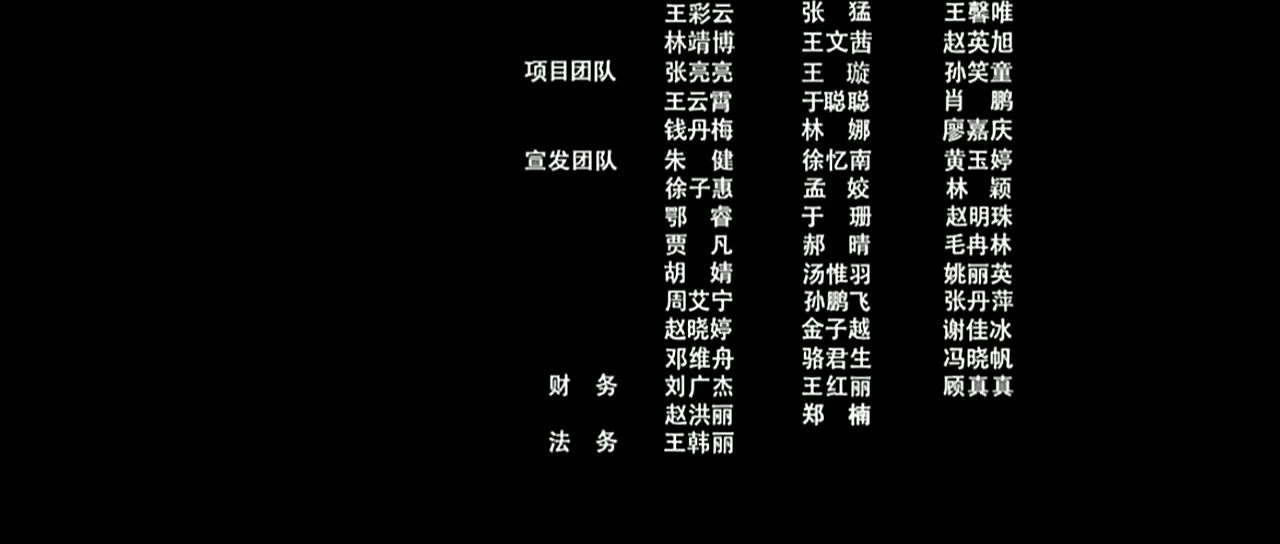 王彩云 张 猛 王馨唯
林靖博 王文茜 赵英旭
项目团队 张亮亮 王 璇 孙笑童
王云霄 于聪聪 肖 鹏
钱丹梅 林 娜 廖嘉庆
宣发团队 朱 健 徐忆南 黄玉婷
徐子惠 孟 姣 林 颖
鄂 睿 于 珊 赵明珠
贾 凡 郝 晴 毛冉林
胡 婧 汤惟羽 姚丽英
周艾宁 孙鹏飞 张丹萍
赵晓婷 金子越 谢佳冰
邓维舟 骆君生 冯晓帆
财 务 刘广杰 王红丽 顾真真
赵洪丽 郑 楠
法 务 王韩丽